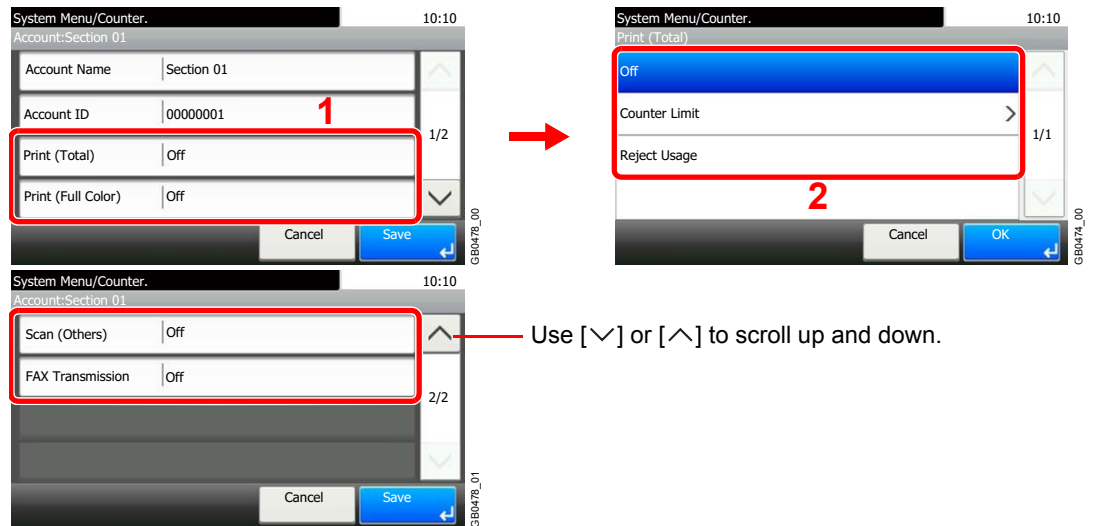 System Menu/Counter. 10:10
Account:Section 01
Account Name Section 01
Account ID 00000001
1
1/2
Print (Total) Off
Print (Full Color) Off
Cancel Save
GB0478_00
System Menu/Counter. 10:10
Print (Total)
Off
Counter Limit
1/1
Reject Usage
2
Cancel OK
GB0474_00
System Menu/Counter. 10:10
Account:Section 01
Scan (Others) Off
FAX Transmission Off
2/2
Cancel Save
GB0478_01
Use [∨] or [∧] to scroll up and down.